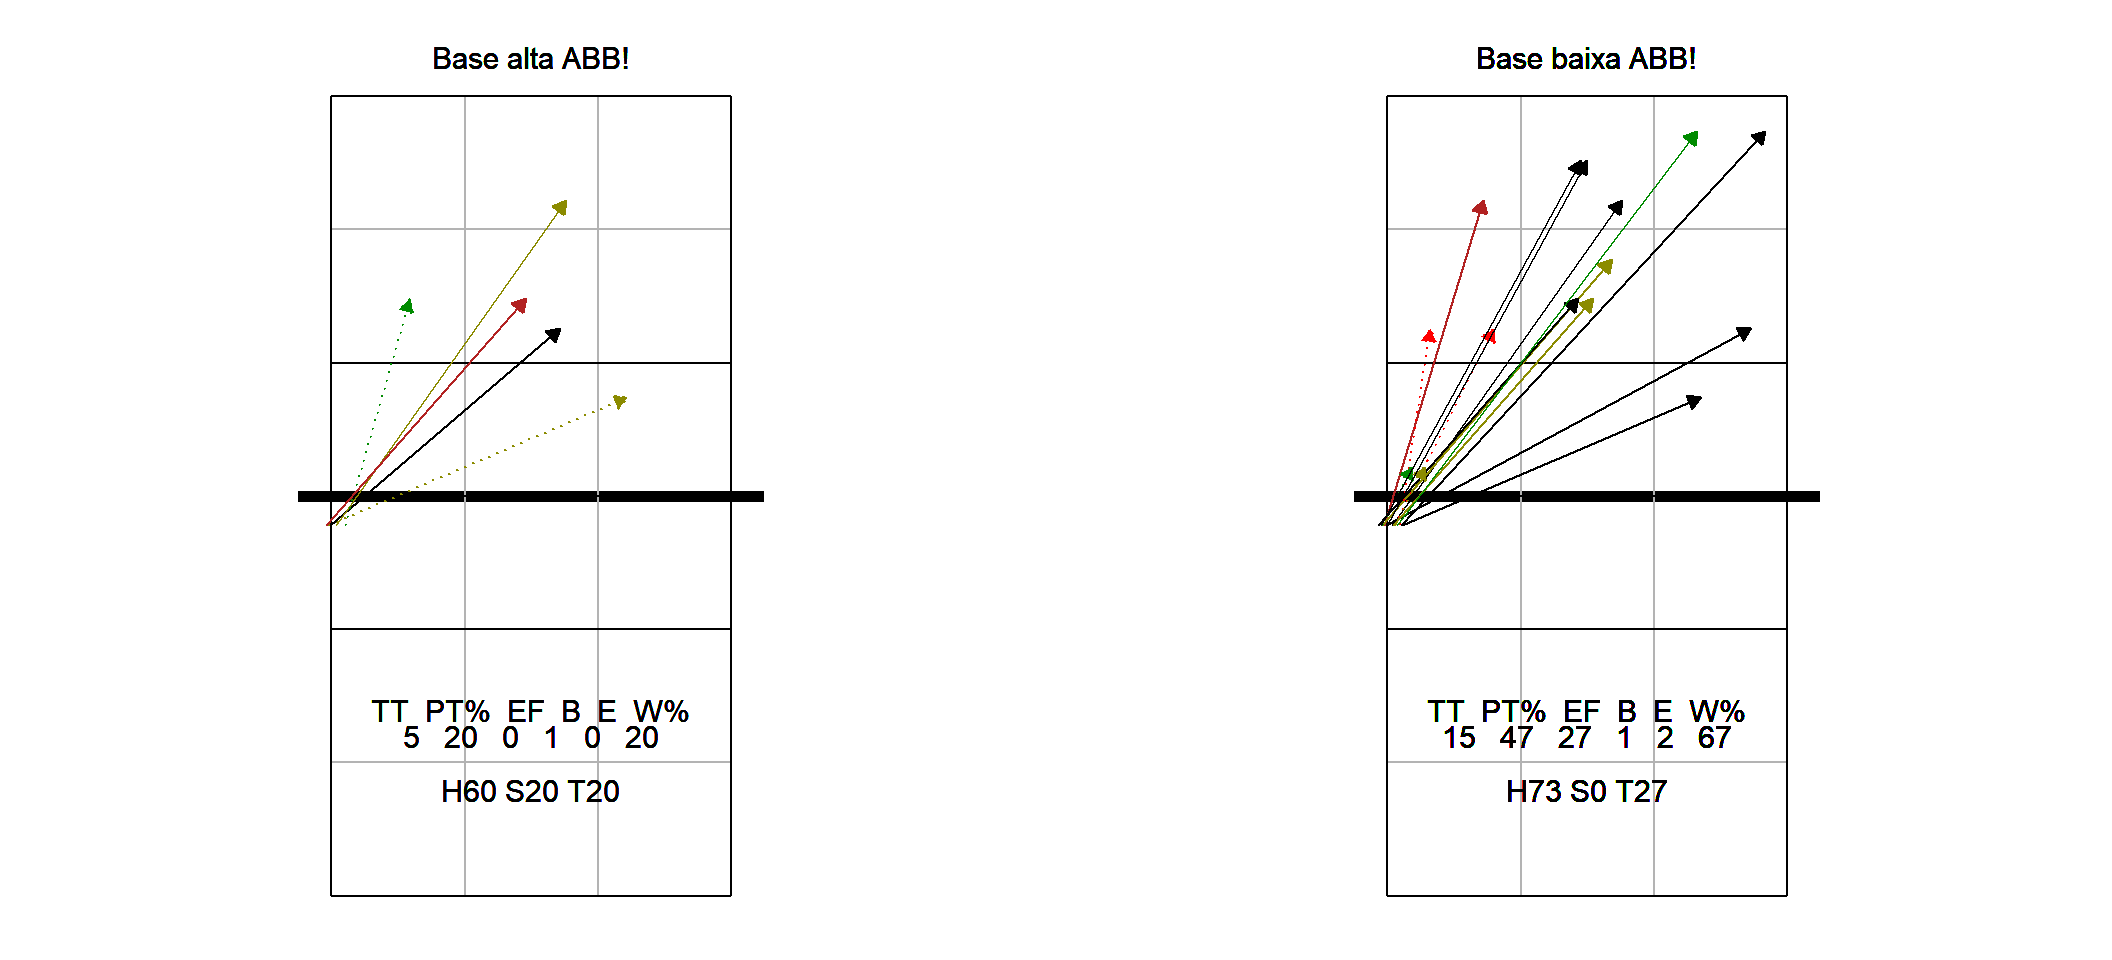 Base alta ABB!
TT PT% EF B E W%
5 20 0 1 0 20
H60 S20 T20
Base baixa ABB!
TT PT% EF B E W%
15 47 27 1 2 67
H73 S0 T27